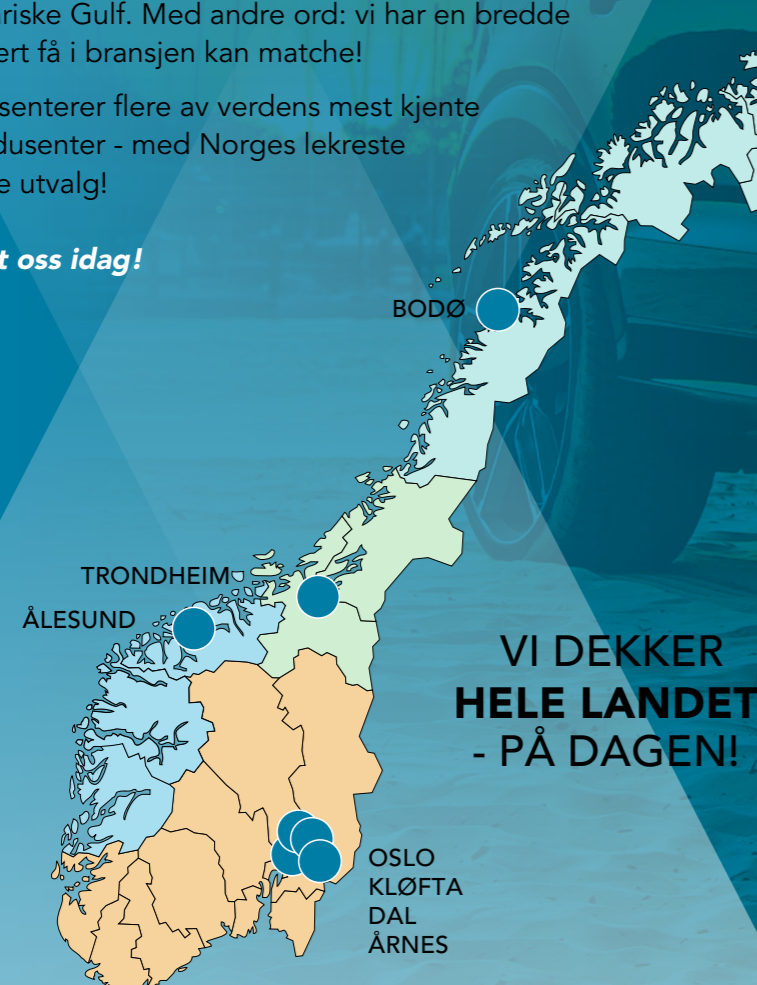 riske Gulf. Med andre ord: vi har en bredde
ert få i bransjen kan matche!
senterer flere av verdens mest kjente
dusenter - med Norges lekreste
e utvalg!
t oss idag!
BODØ
TRONDHEIM
ÅLESUND
VI DEKKER
HELE LANDET
- PÅ DAGEN!
OSLO
KLØFTA
DAL
ÅRNES